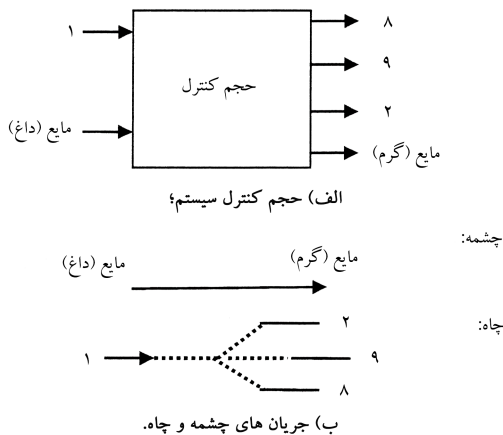 ۱
۸
۹
حجم کنترل
۲
مایع (داغ)
مایع (گرم)
الف) حجم کنترل سیستم؛
چشمه:
مایع (گرم)
مایع (داغ)
چاه:
۲
۱
۹
۸
ب) جریان های چشمه و چاه.